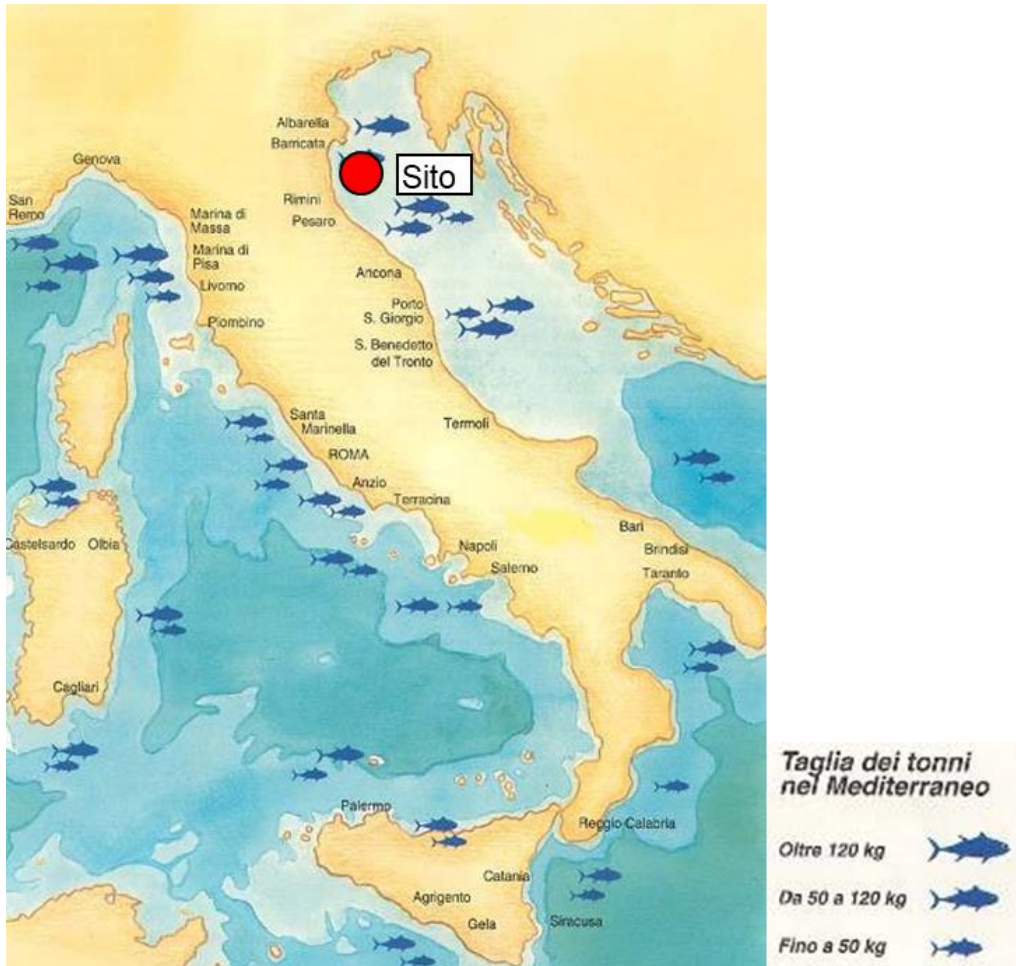 Albarella
Barricata
Sito
Genova
San
Remo
Rimini
Pesaro
Marina di
Massa
Marina di
Pisa
Livorno
Piombino
Ancona
Porto
S. Giorgio
S. Benedetto
del Tronto
Santa
Marinella
ROMA
Anzio
Terracina
Termoli
Castelsardo
Olbia
Napoli
Salerno
Bari
Brindisi
Taranto
Cagliari
Palermo
Reggio Calabria
Catania
Agrigento
Gela
Siracusa
Taglia dei tonni
nel Mediterraneo
Oltre 120 kg
Da 50 a 120 kg
Fino a 50 kg